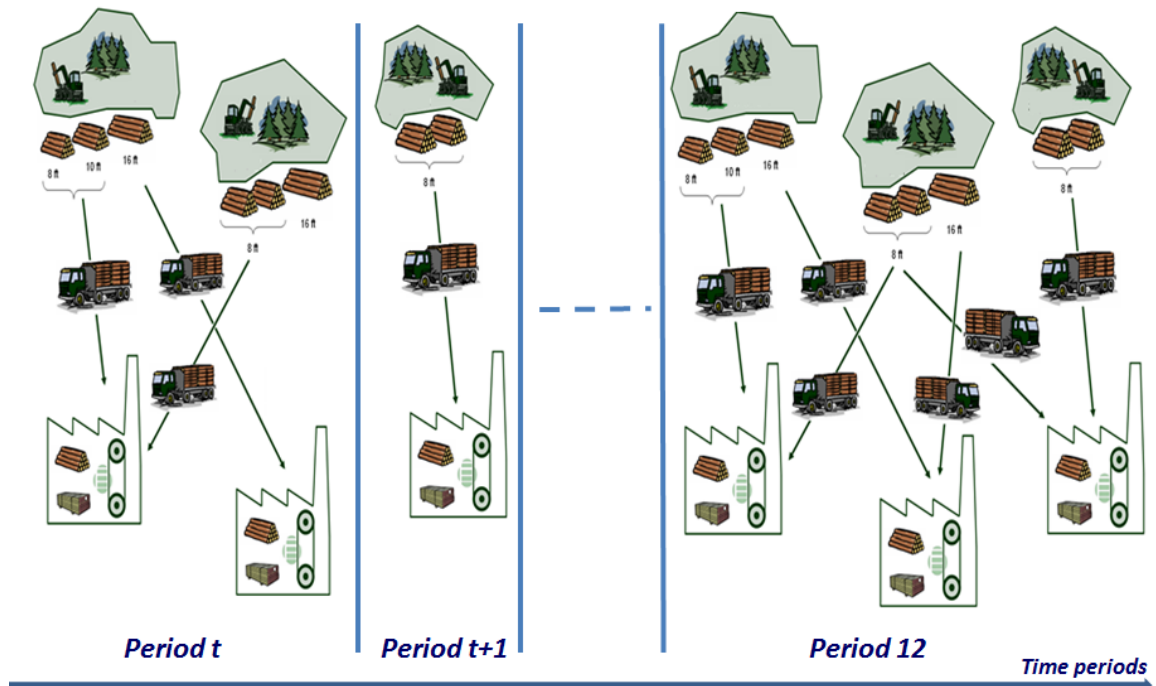 8 ft
10 ft
16 ft
8 ft
16 ft
8 ft
8 ft
10 ft
16 ft
8 ft
16 ft
8 ft
Period t
Period t+1
Period 12
Time periods